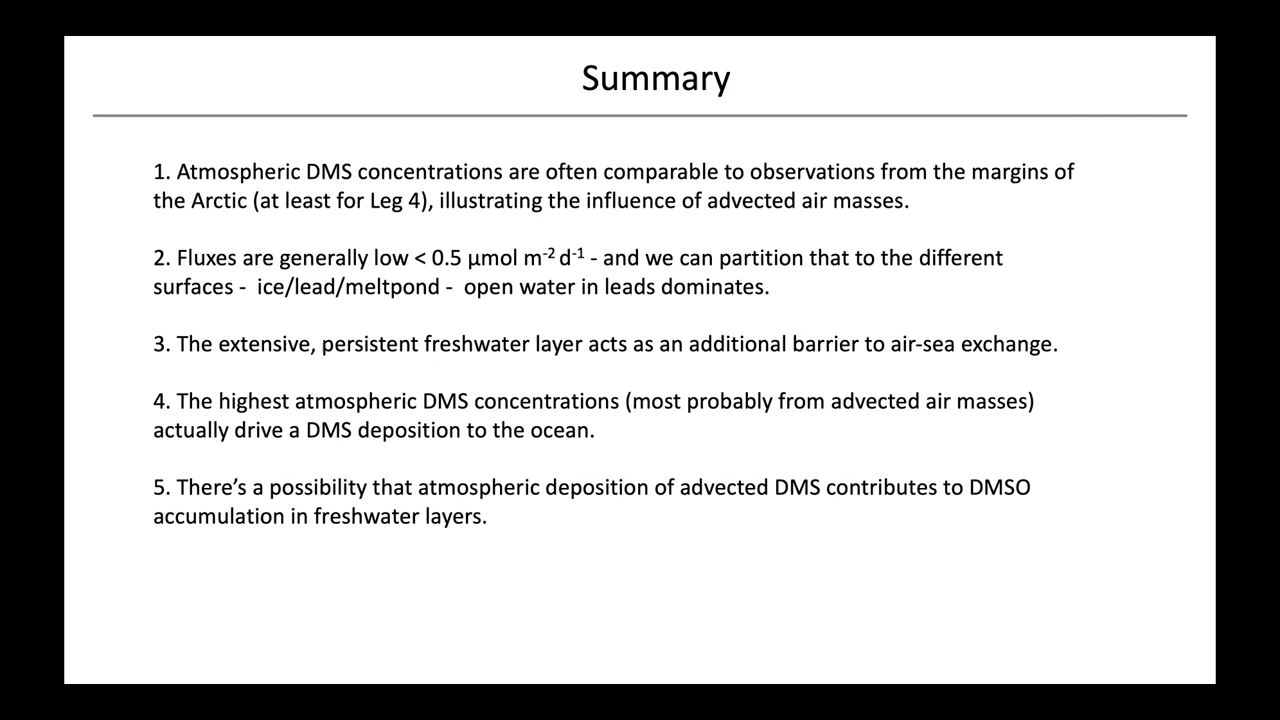 Summary
1. Atmospheric DMS concentrations are often comparable to observations from the margins of
the Arctic (at least for Leg 4), illustrating the influence of advected air masses.
2. Fluxes are generally low < 0.5 µmol m⁻² d⁻¹ - and we can partition that to the different
surfaces -  ice/lead/meltpond -  open water in leads dominates.
3. The extensive, persistent freshwater layer acts as an additional barrier to air-sea exchange.
4. The highest atmospheric DMS concentrations (most probably from advected air masses)
actually drive a DMS deposition to the ocean.
5. There’s a possibility that atmospheric deposition of advected DMS contributes to DMSO
accumulation in freshwater layers.